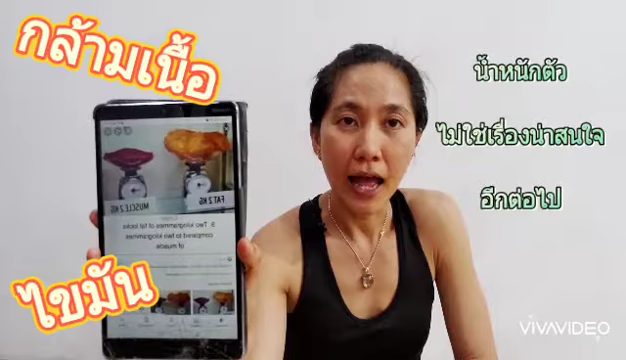 กล้ามเนื้อ
น้ำหนักตัว
ไม่ใช่เรื่องน่าสนใจ
อีกต่อไป
MUSCLE 2 KG
FAT 2 KG
9. Two kilogrammes of fat looks
compared to two kilogrammes
of muscle
ไขมัน
VIVAVIDEO